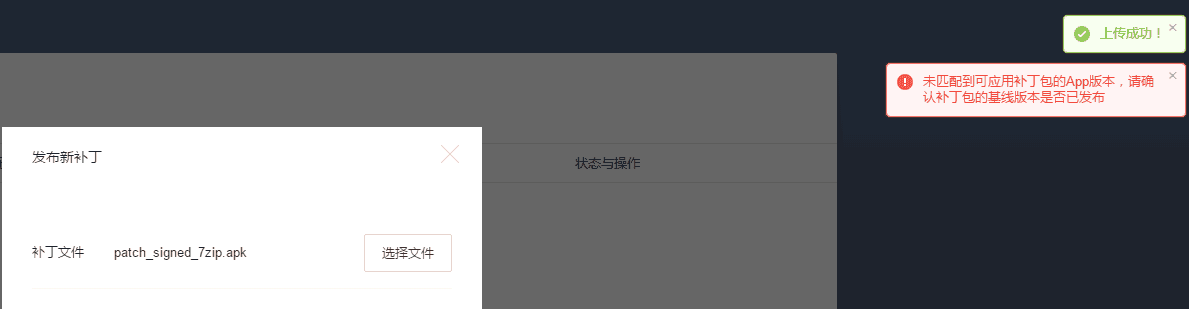 上传成功！
未匹配到可应用补丁包的App版本，请确
认补丁包的基线版本是否已发布
发布新补丁
状态与操作
补丁文件
patch_signed_7zip.apk
选择文件